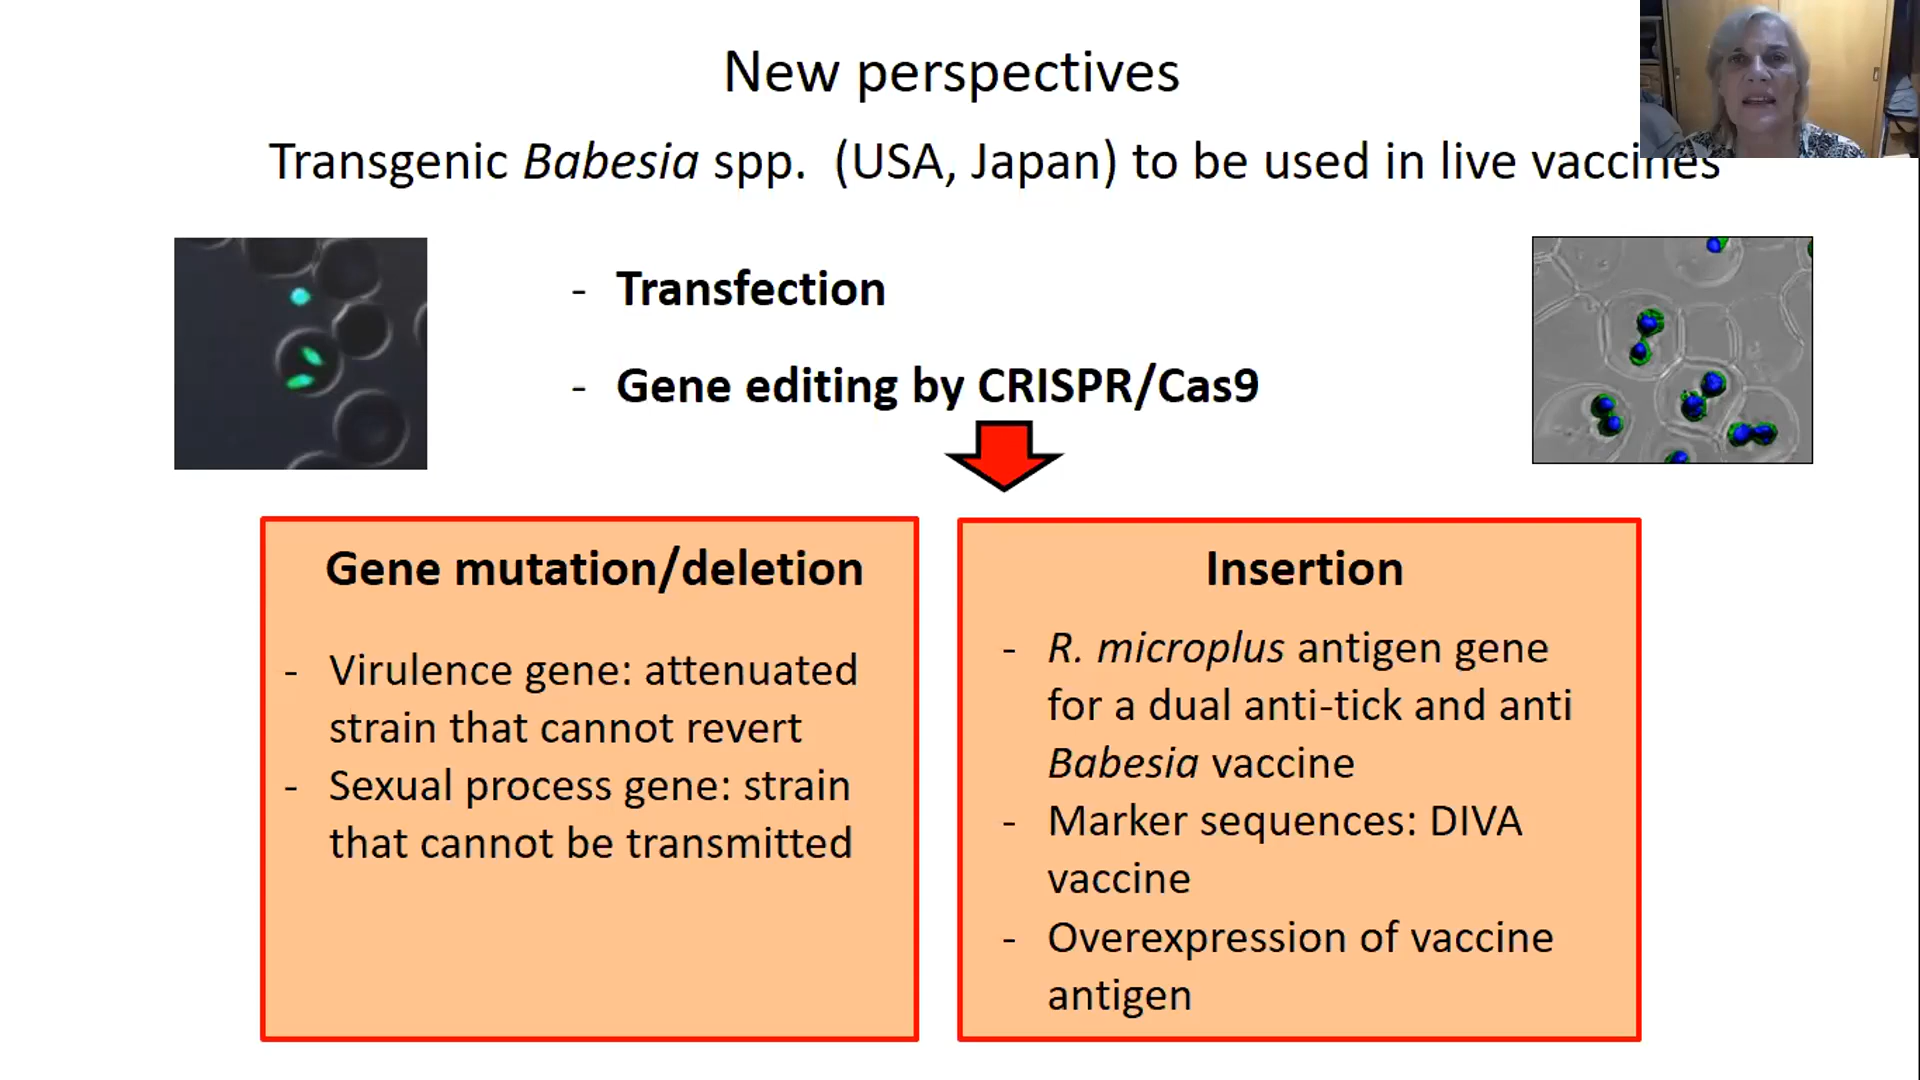 New perspectives
Transgenic Babesia spp. (USA, Japan) to be used in live vaccines
- Transfection
- Gene editing by CRISPR/Cas9
Gene mutation/deletion
- Virulence gene: attenuated
strain that cannot revert
- Sexual process gene: strain
that cannot be transmitted
Insertion
- R. microplus antigen gene
for a dual anti-tick and anti
Babesia vaccine
- Marker sequences: DIVA
vaccine
- Overexpression of vaccine
antigen